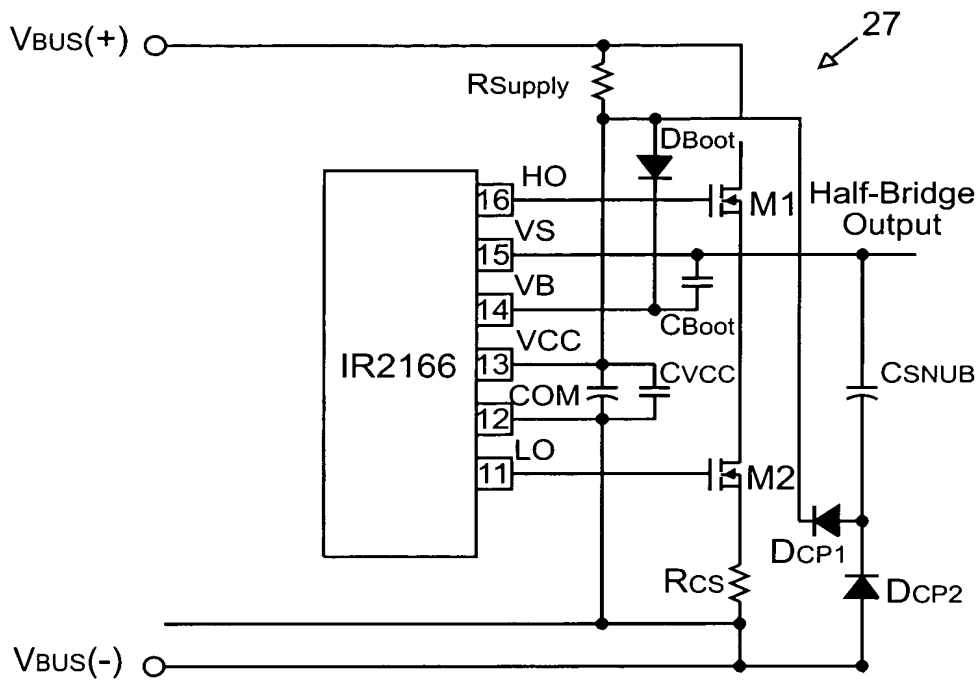 VBUS(+)
27
RSupply
DBoot
HO
16
M1
Half-Bridge
Output
VS
15
VB
14
CBoot
VCC
13
IR2166
CVCC
CSNUB
COM
12
LO
11
M2
DCP1
RCS
DCP2
VBUS(-)